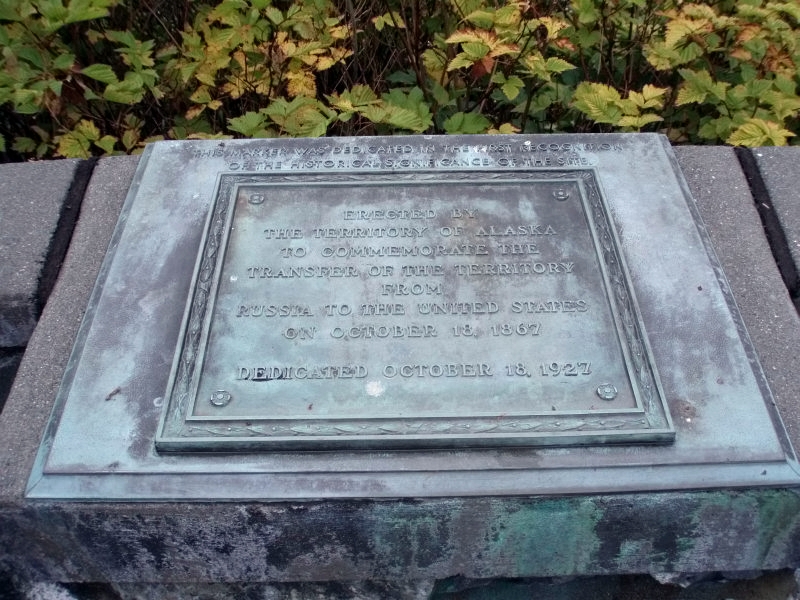 THIS MARKER WAS DEDICATED IN THE FIRST RECOGNITION
OF THE HISTORICAL SIGNIFICANCE OF THE SITE.
ERECTED BY
THE TERRITORY OF ALASKA
TO COMMEMORATE THE
TRANSFER OF THE TERRITORY
FROM
RUSSIA TO THE UNITED STATES
ON OCTOBER 18, 1867
DEDICATED OCTOBER 18, 1927